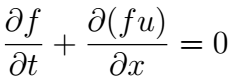 ∂f/∂t + ∂(fu)/∂x = 0